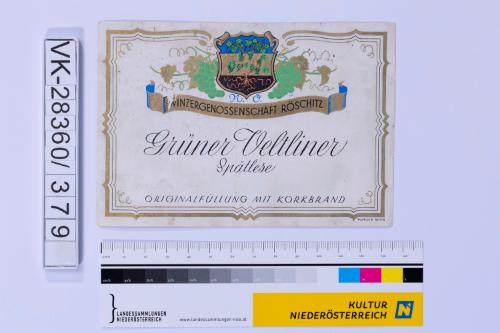 VK-28360/379
N. Ö.
WINZERGENOSSENSCHAFT RÖSCHITZ
Grüner Veltliner
Spätlese
ORIGINALFÜLLUNG MIT KORKBRAND
LANDESSAMMLUNGEN
NIEDERÖSTERREICH
www.landessammlungen-noe.at
KULTUR
NIEDERÖSTERREICH
N